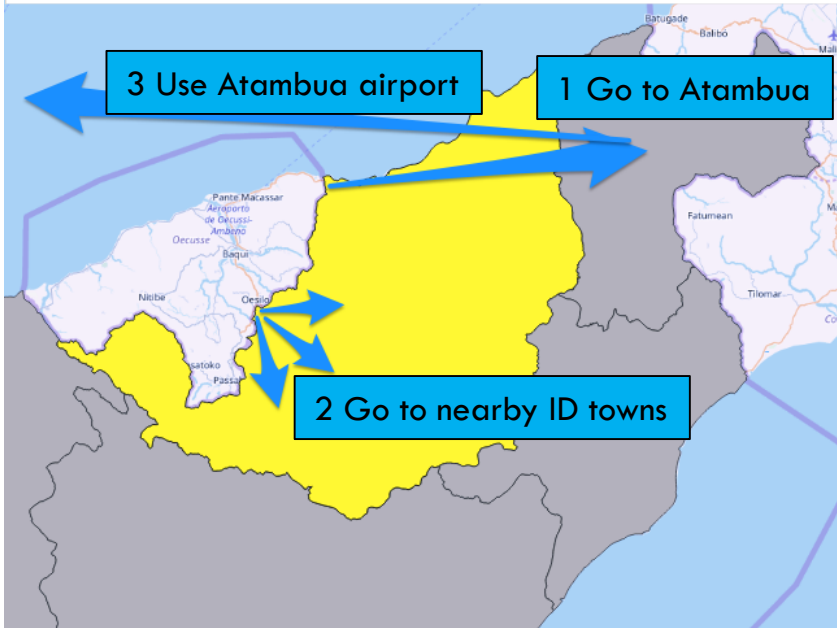 Batugade
Balibo
Mali
3 Use Atambua airport
1 Go to Atambua
Pante Macassar
Aeroporto
de Oecussi-
Ambeno
Oecusse
Baqui
Fatumean
Nitibe
Oesilo
Tilomar
satoko
Passa
2 Go to nearby ID towns